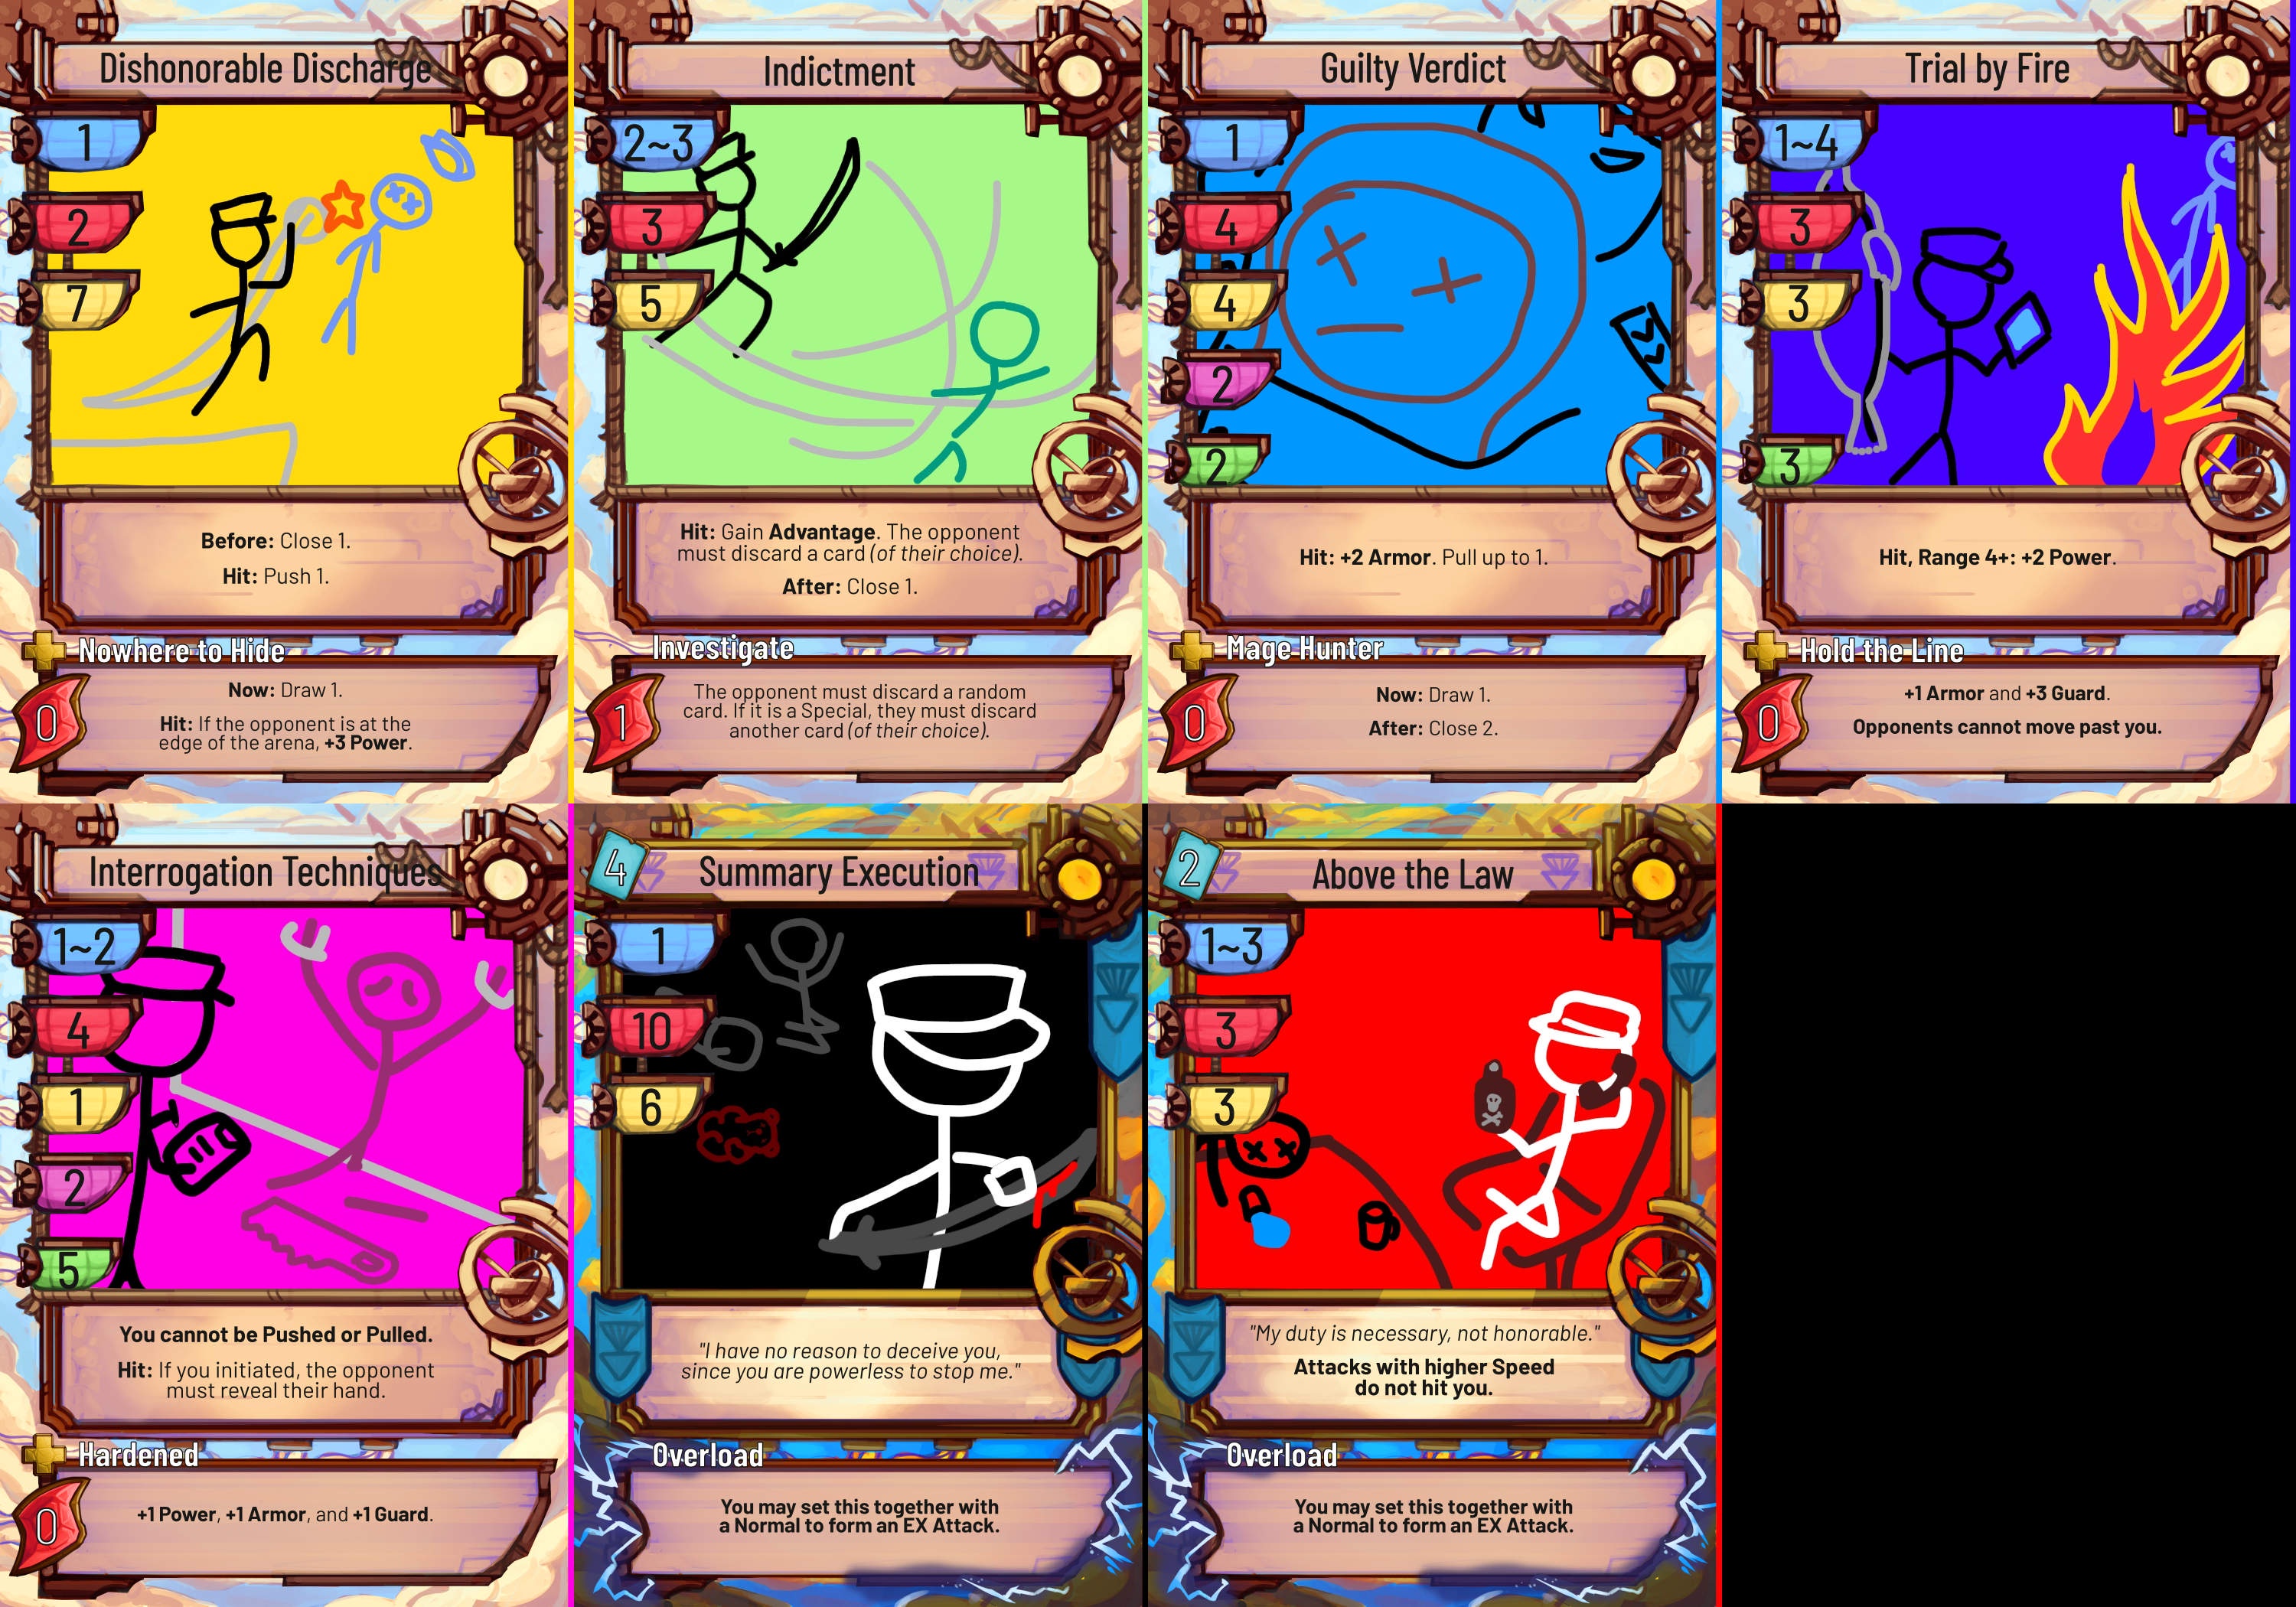 Dishonorable Discharge
1
2
7
Before: Close 1.
Hit: Push 1.
Nowhere to Hide
0
Now: Draw 1.
Hit: If the opponent is at the
edge of the arena, +3 Power.
Indictment
2~3
3
5
Hit: Gain Advantage. The opponent
must discard a card (of their choice).
After: Close 1.
Investigate
1
The opponent must discard a random
card. If it is a Special, they must discard
another card (of their choice).
Guilty Verdict
1
4
4
2
2
Hit: +2 Armor. Pull up to 1.
Mage Hunter
0
Now: Draw 1.
After: Close 2.
Trial by Fire
1~4
3
3
3
Hit, Range 4+: +2 Power.
Hold the Line
0
+1 Armor and +3 Guard.
Opponents cannot move past you.
Interrogation Techniques
1~2
4
1
2
5
You cannot be Pushed or Pulled.
Hit: If you initiated, the opponent
must reveal their hand.
Hardened
0
+1 Power, +1 Armor, and +1 Guard.
4
Summary Execution
1
10
6
"I have no reason to deceive you,
since you are powerless to stop me."
Overload
You may set this together with
a Normal to form an EX Attack.
2
Above the Law
1~3
3
3
"My duty is necessary, not honorable."
Attacks with higher Speed
do not hit you.
Overload
You may set this together with
a Normal to form an EX Attack.